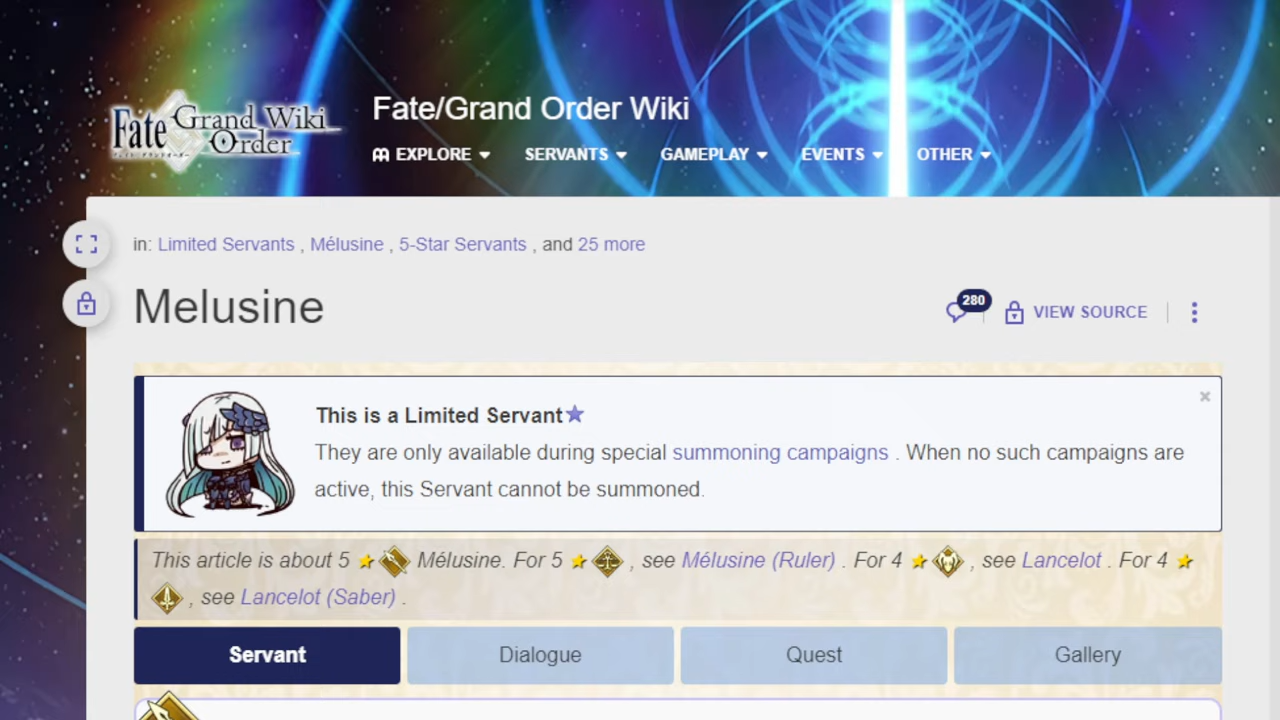 Fate Grand Wiki
Order
Fate/Grand Order Wiki
EXPLORE SERVANTS GAMEPLAY EVENTS OTHER
in: Limited Servants , Mélusine , 5-Star Servants , and 25 more
Melusine
280
VIEW SOURCE
This is a Limited Servant
They are only available during special summoning campaigns . When no such campaigns are
active, this Servant cannot be summoned.
This article is about 5 Mélusine. For 5 , see Mélusine (Ruler) . For 4 , see Lancelot . For 4
, see Lancelot (Saber) .
Servant Dialogue Quest Gallery